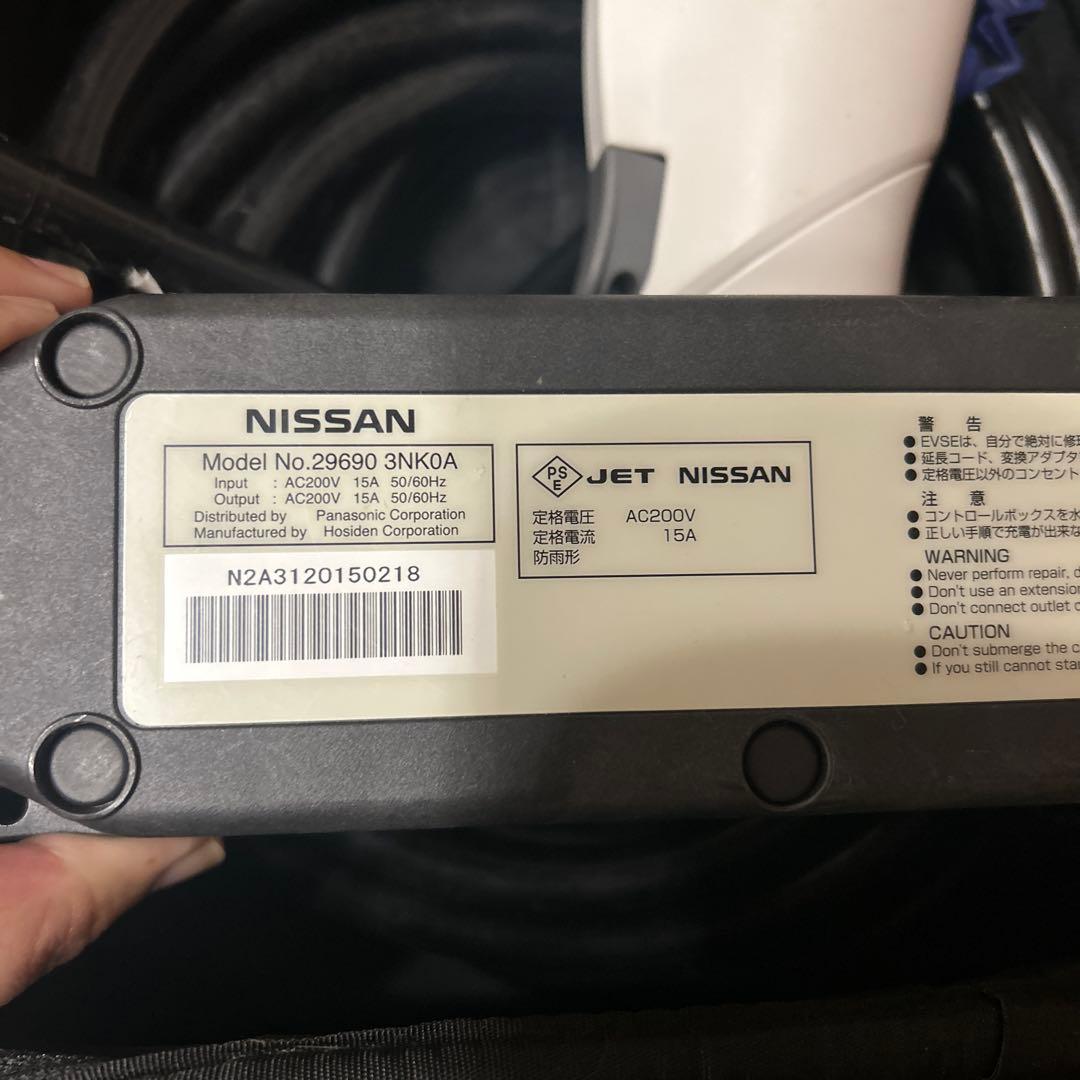 NISSAN
Model No.29690 3NK0A
Input : AC200V 15A 50/60Hz
Output : AC200V 15A 50/60Hz
Distributed by Panasonic Corporation
Manufactured by Hosiden Corporation
N2A3120150218
PS
E
JET NISSAN
定格電圧 AC200V
定格電流 15A
防雨形
警 告
● EVSEは、自分で絶対に修理
● 延長コード、変換アダプタ
● 定格電圧以外のコンセント
注 意
● コントロールボックスを水
● 正しい手順で充電が出来な
WARNING
● Never perform repair,
● Don't use an extension
● Don't connect outlet
CAUTION
● Don't submerge the
● If you still cannot